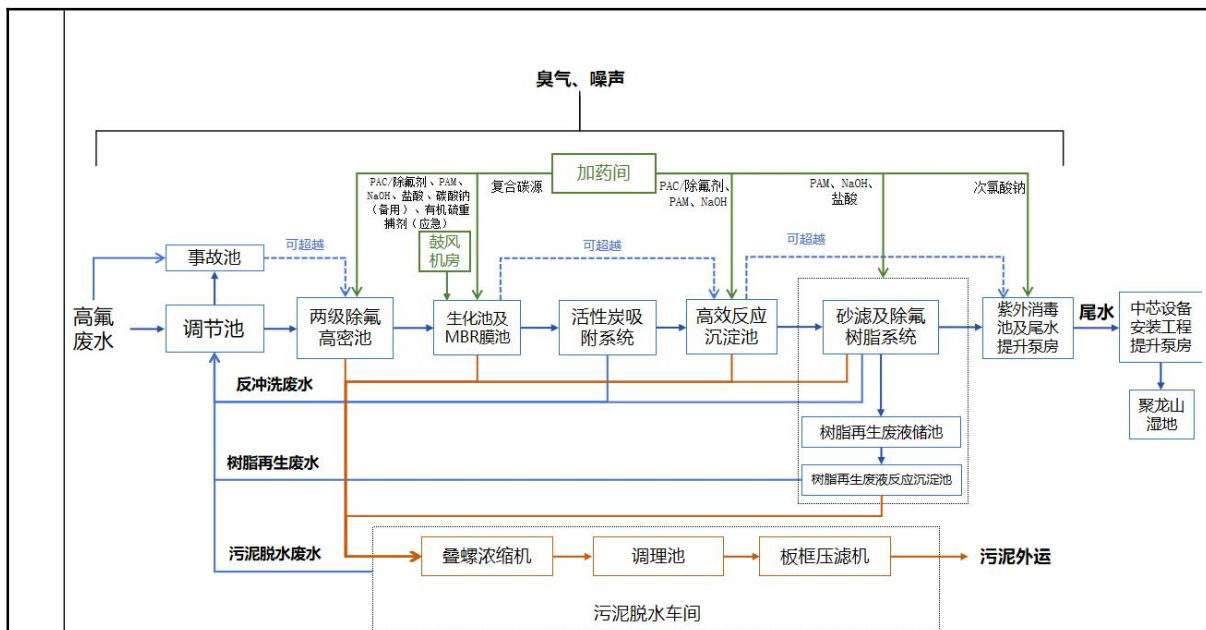 臭气、噪声
加药间
PAC/除氟剂、PAM、
NaOH、盐酸、碳酸钠
(备用)、有机硫重
捕剂(应急)
复合碳源
PAC/除氟剂、
PAM、NaOH
PAM、NaOH、
盐酸
次氯酸钠
事故池
可超越
鼓风
机房
可超越
可超越
高氟
废水
调节池
两级除氟
高密池
生化池及
MBR膜池
活性炭吸
附系统
高效反应
沉淀池
砂滤及除氟
树脂系统
紫外消毒
池及尾水
提升泵房
尾水
中芯设备
安装工程
提升泵房
聚龙山
湿地
反冲洗废水
树脂再生废液储池
树脂再生废水
树脂再生废液反应沉淀池
污泥脱水废水
叠螺浓缩机
调理池
板框压滤机
污泥外运
污泥脱水车间